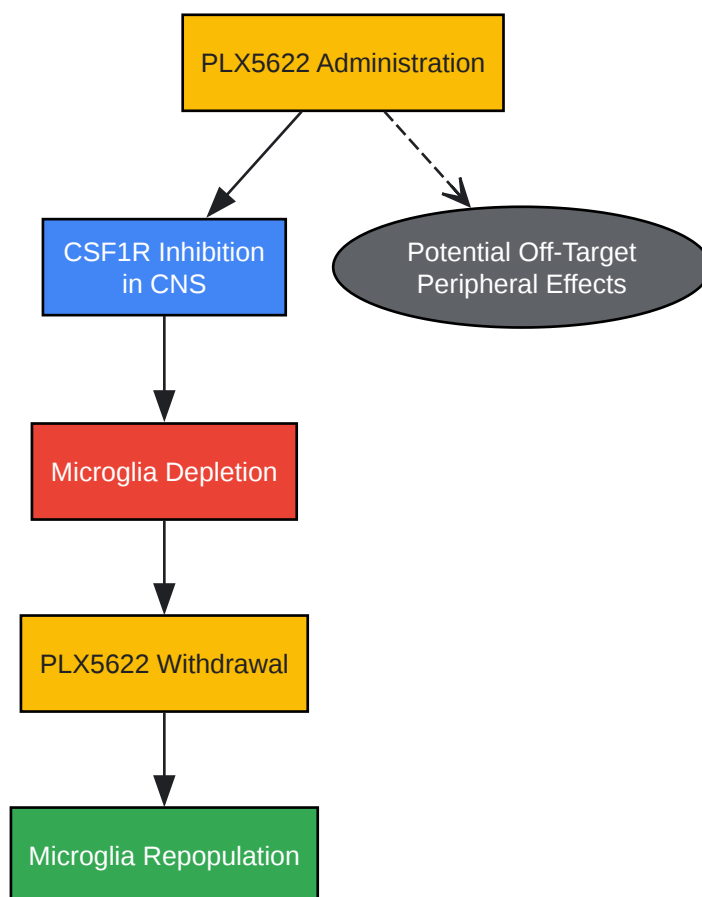 PLX5622 Administration
CSF1R Inhibition
in CNS
Potential Off-Target
Peripheral Effects
Microglia Depletion
PLX5622 Withdrawal
Microglia Repopulation